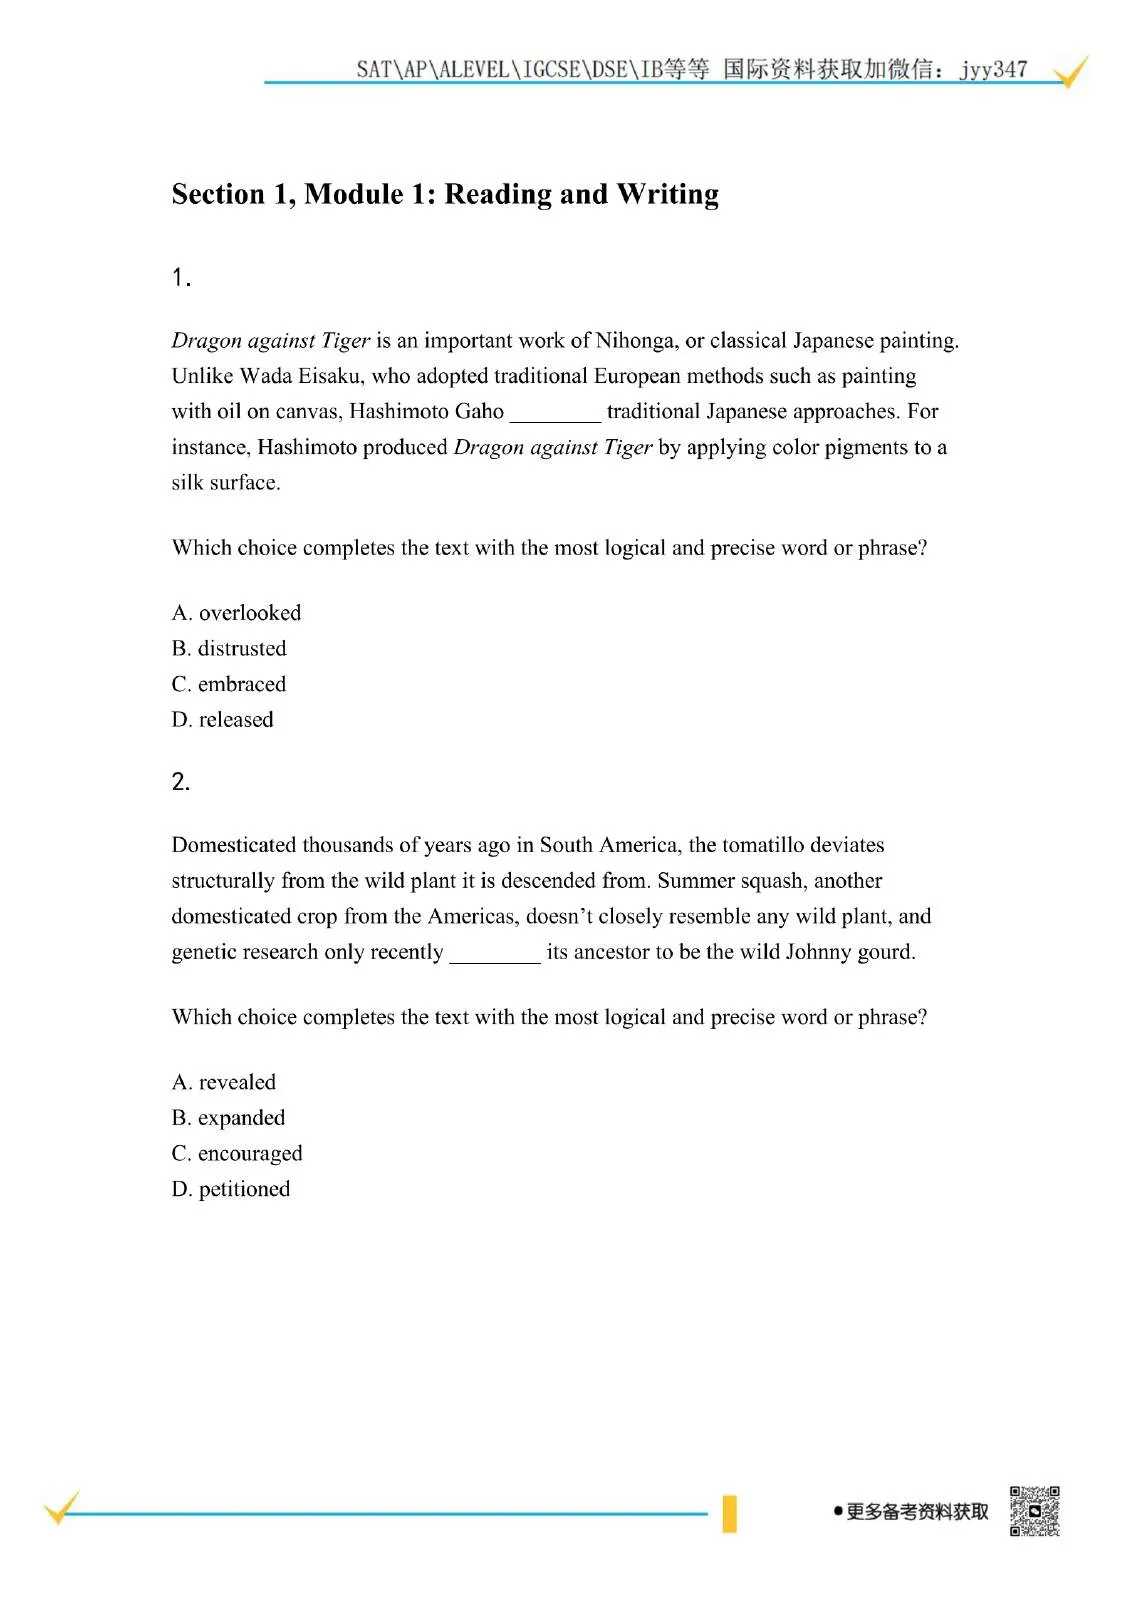 SAT\AP\ALEVEL\IGCSE\DSE\IB等等 国际资料获取加微信：jyy347
Section 1, Module 1: Reading and Writing
1.
Dragon against Tiger is an important work of Nihonga, or classical Japanese painting.
Unlike Wada Eisaku, who adopted traditional European methods such as painting
with oil on canvas, Hashimoto Gaho ________ traditional Japanese approaches. For
instance, Hashimoto produced Dragon against Tiger by applying color pigments to a
silk surface.
Which choice completes the text with the most logical and precise word or phrase?
A. overlooked
B. distrusted
C. embraced
D. released
2.
Domesticated thousands of years ago in South America, the tomatillo deviates
structurally from the wild plant it is descended from. Summer squash, another
domesticated crop from the Americas, doesn’t closely resemble any wild plant, and
genetic research only recently ________ its ancestor to be the wild Johnny gourd.
Which choice completes the text with the most logical and precise word or phrase?
A. revealed
B. expanded
C. encouraged
D. petitioned
•更多备考资料获取